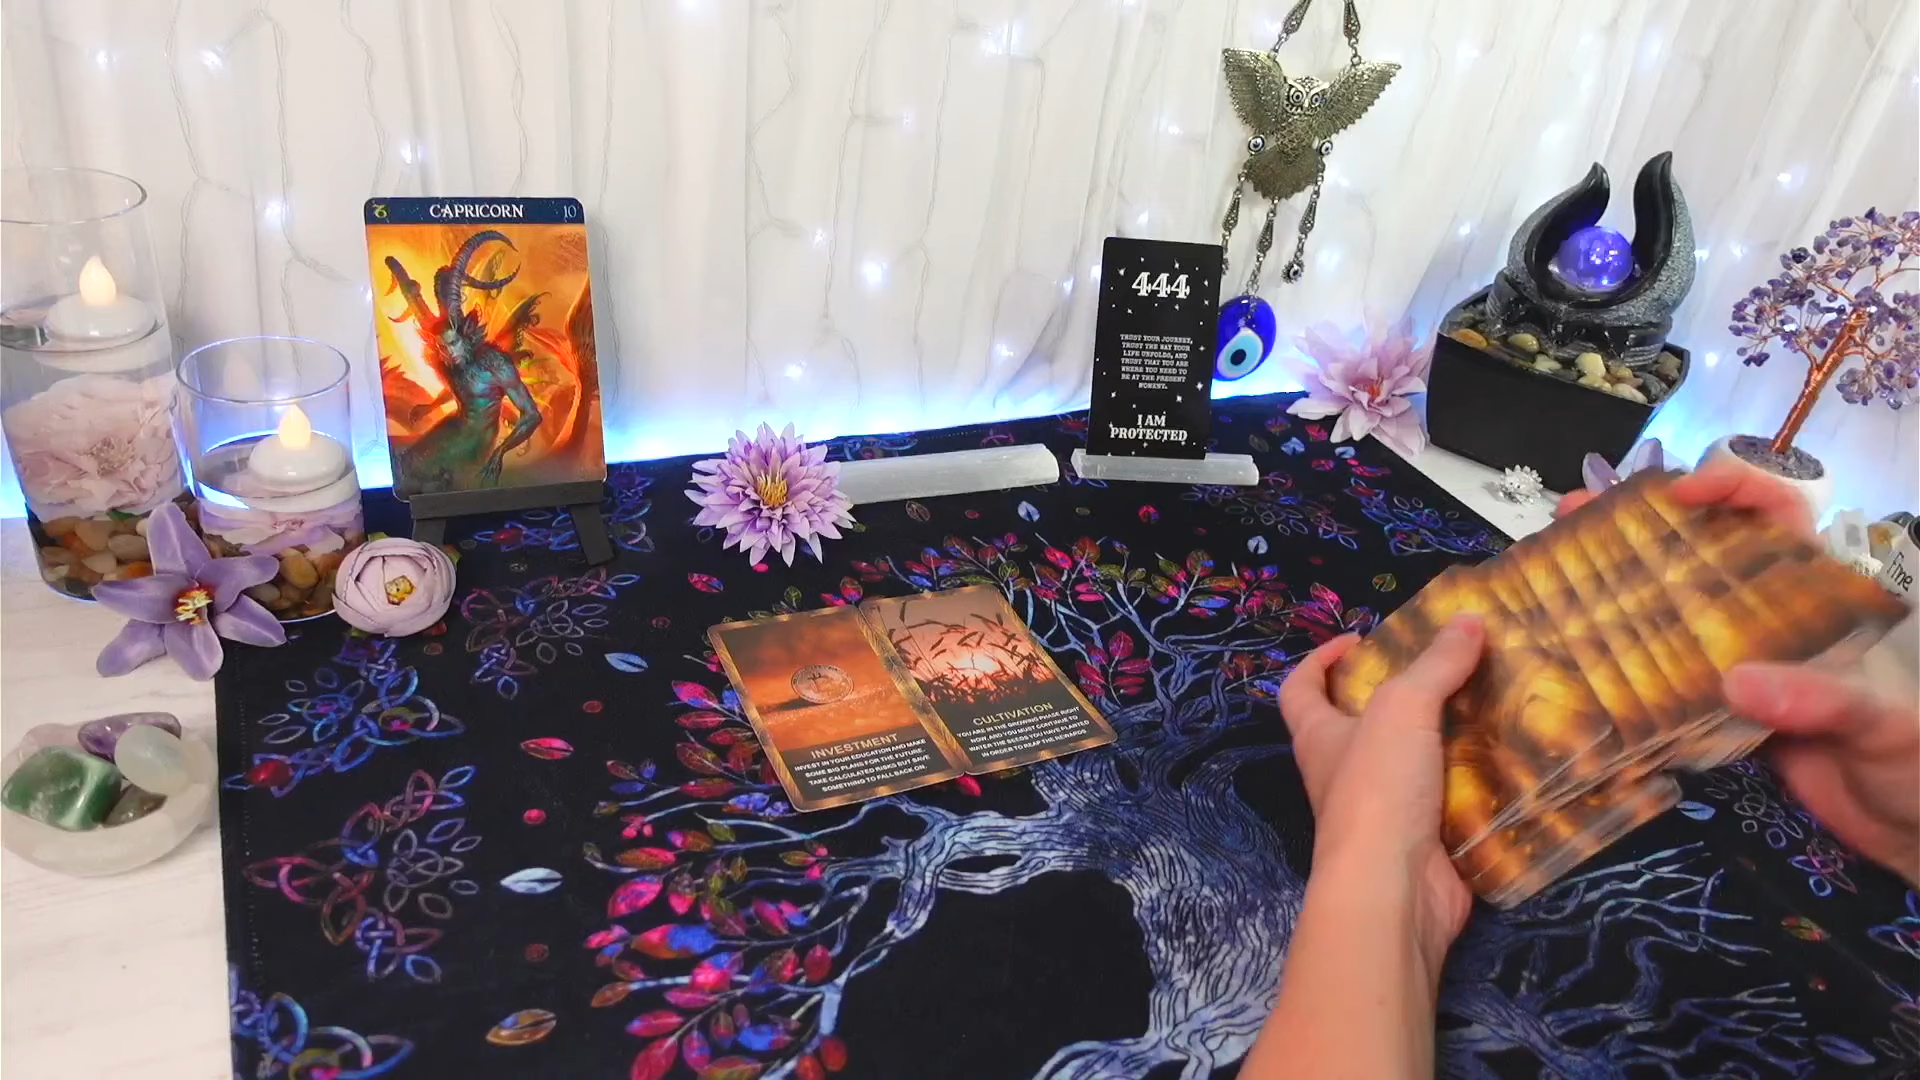 CAPRICORN 10
444
TRUST YOUR JOURNEY,
TRUST THE WAY YOUR
LIFE UNFOLDS, AND
TRUST THAT YOU ARE
WHERE YOU NEED TO
BE AT THE PRESENT
MOMENT.
I AM
PROTECTED
INVESTMENT
INVEST IN YOUR EDUCATION AND MAKE
SOME BIG PLANS FOR THE FUTURE.
TAKE CALCULATED RISKS BUT SAVE
SOMETHING TO FALL BACK ON.
CULTIVATION
YOU ARE IN THE GROWING PHASE RIGHT
NOW, AND YOU MUST CONTINUE TO
WATER THE SEEDS YOU HAVE PLANTED
IN ORDER TO REAP THE REWARDS.
Fine